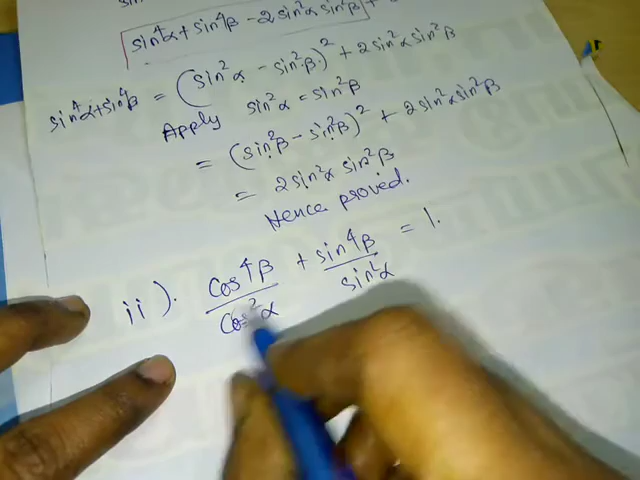 sin
sin⁴α + sin⁴β − 2sin²α sin²β +
sin⁴α + sin⁴β = (sin²α − sin²β)² + 2sin²α sin²β
Apply sin²α = sin²β
= (sin²β − sin²β)² + 2sin²α sin²β
= 2sin²α sin²β
Hence proved.
ii). cos⁴β/cos²α + sin⁴β/sin²α = 1.